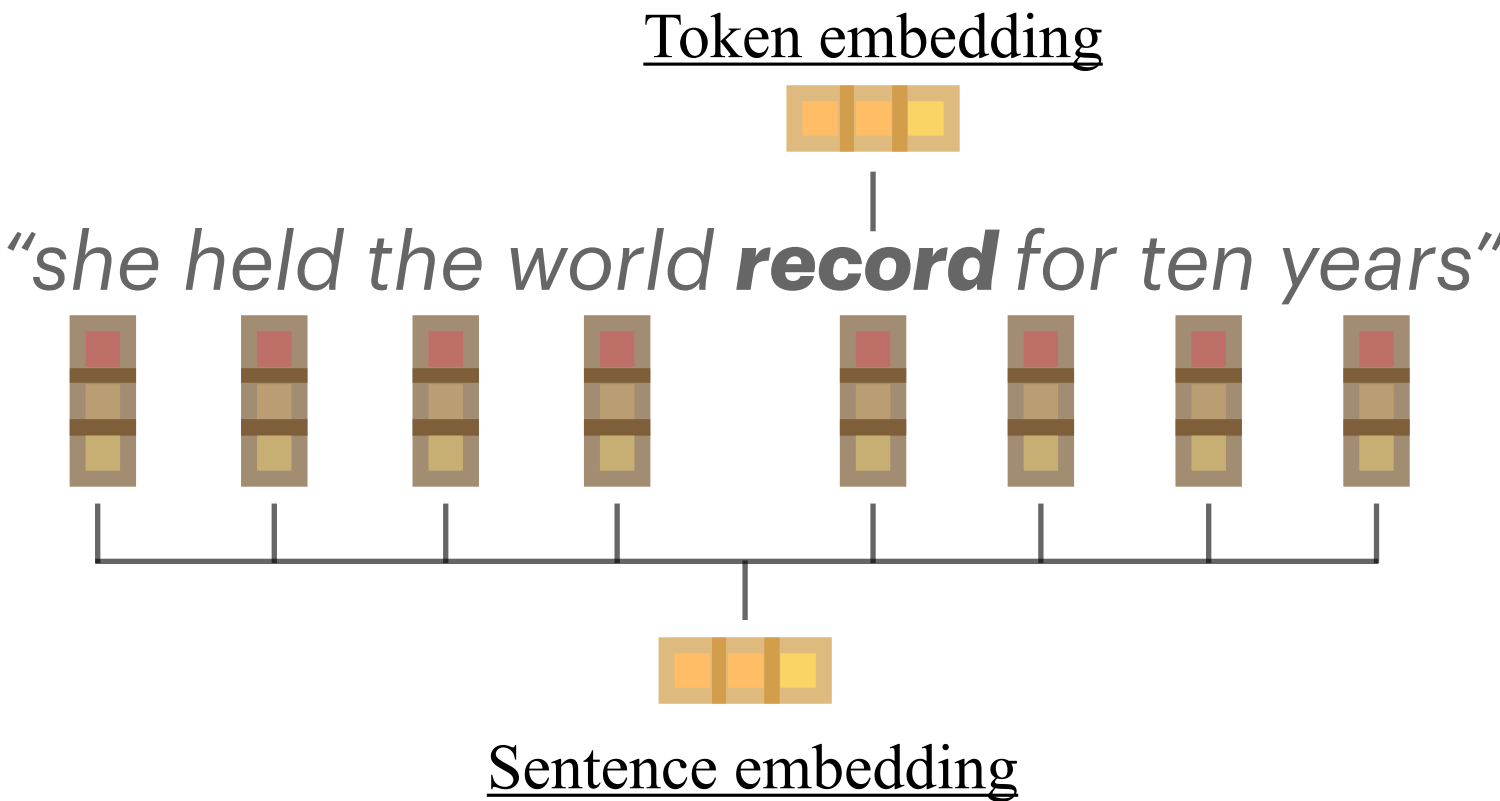 Token embedding
“she held the world record for ten years”
Sentence embedding